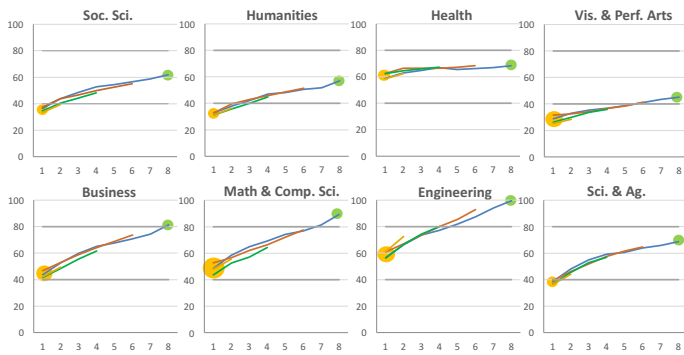 Soc. Sci. Humanities Health Vis. & Perf. Arts
100 100 100 100
80 80 80 80
60 60 60 60
40 40 40 40
20 20 20 20
0 0 0 0
1 2 3 4 5 6 7 8 1 2 3 4 5 6 7 8 1 2 3 4 5 6 7 8 1 2 3 4 5 6 7 8
Business Math & Comp. Sci. Engineering Sci. & Ag.
100 100 100 100
80 80 80 80
60 60 60 60
40 40 40 40
20 20 20 20
0 0 0 0
1 2 3 4 5 6 7 8 1 2 3 4 5 6 7 8 1 2 3 4 5 6 7 8 1 2 3 4 5 6 7 8